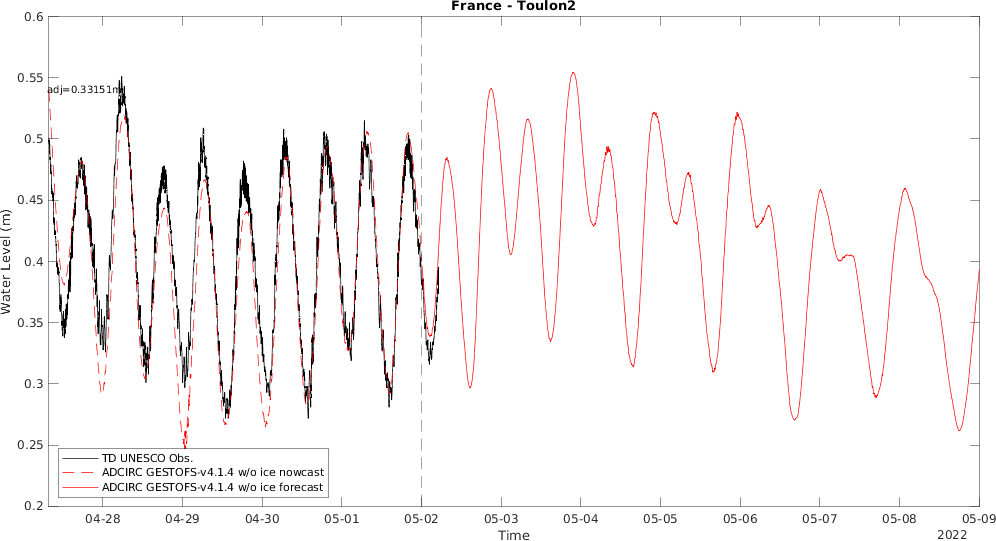 France - Toulon2
0.6
0.55
0.5
0.45
0.4
0.35
0.3
0.25
0.2
Water Level (m)
adj=0.33151m
TD UNESCO Obs.
ADCIRC GESTOFS-v4.1.4 w/o ice nowcast
ADCIRC GESTOFS-v4.1.4 w/o ice forecast
04-28 04-29 04-30 05-01 05-02 05-03 05-04 05-05 05-06 05-07 05-08 05-09
Time
2022